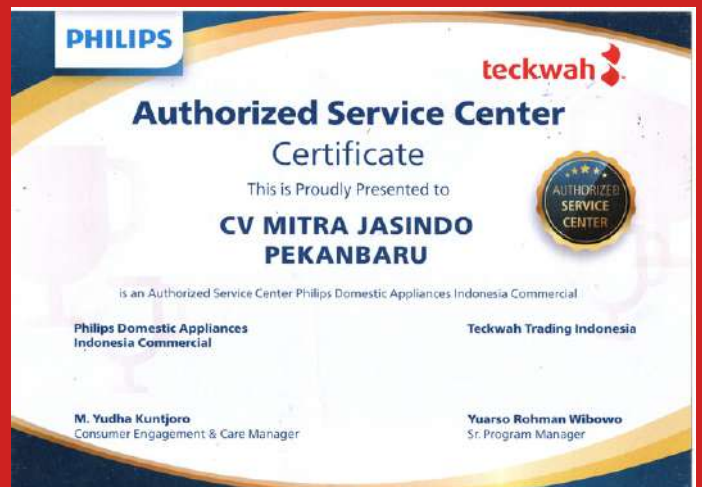 PHILIPS
teckwah
Authorized Service Center
Certificate
This is Proudly Presented to
CV MITRA JASINDO
PEKANBARU
AUTHORIZED
SERVICE
CENTER
is an Authorized Service Center Philips Domestic Appliances Indonesia Commercial
Philips Domestic Appliances
Indonesia Commercial
Teckwah Trading Indonesia
M. Yudha Kuntjoro
Consumer Engagement & Care Manager
Yuarso Rohman Wibowo
Sr. Program Manager